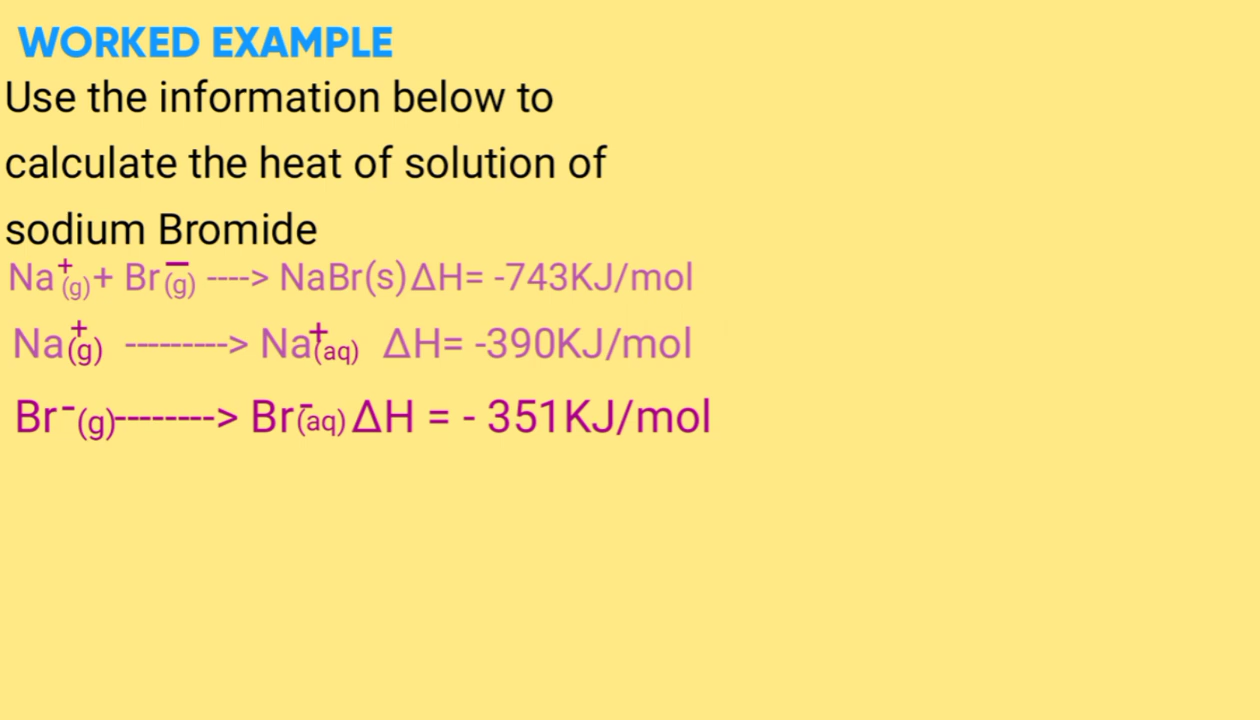 WORKED EXAMPLE
Use the information below to
calculate the heat of solution of
sodium Bromide
Na⁺(g)+ Br⁻(g) ----> NaBr(s) ΔH= -743KJ/mol
Na⁺(g) ---------> Na⁺(aq) ΔH= -390KJ/mol
Br⁻(g)--------> Br⁻(aq) ΔH = - 351KJ/mol